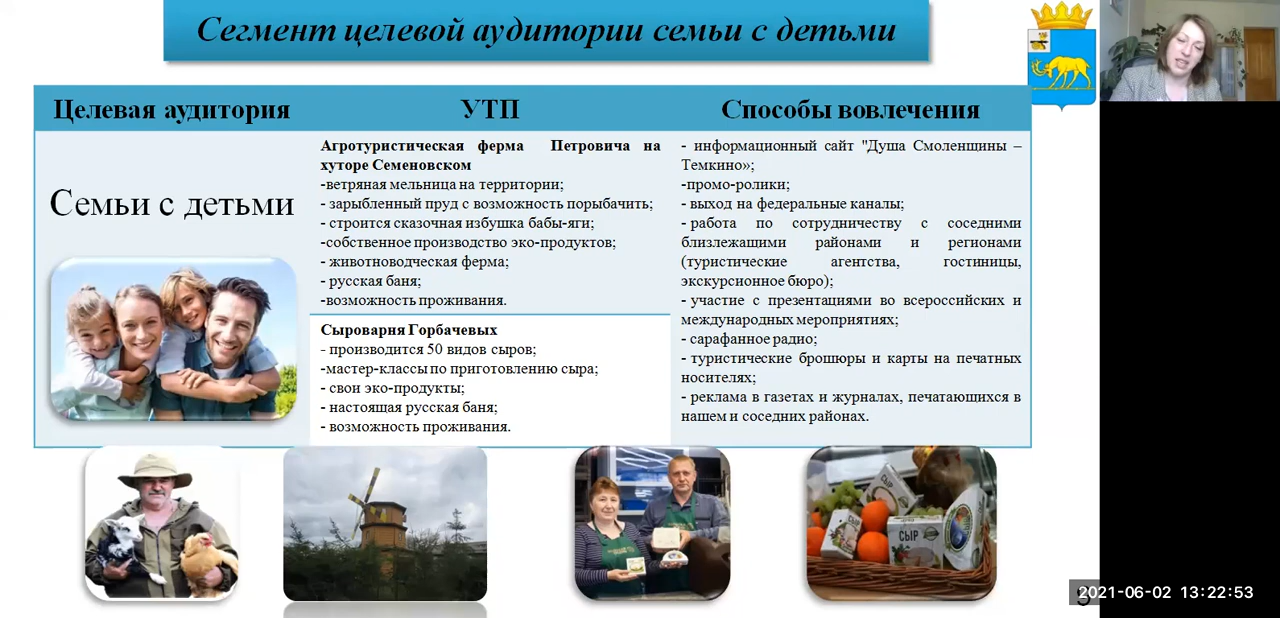 Сегмент целевой аудитории семьи с детьми
Целевая аудитория
УТП
Способы вовлечения
Семьи с детьми
Агротуристическая ферма Петровича на
хуторе Семеновском
-ветряная мельница на территории;
- зарыбленный пруд с возможность порыбачить;
- строится сказочная избушка бабы-яги;
-собственное производство эко-продуктов;
- животноводческая ферма;
- русская баня;
-возможность проживания.
Сыроварня Горбачевых
- производится 50 видов сыров;
-мастер-классы по приготовлению сыра;
- свои эко-продукты;
- настоящая русская баня;
- возможность проживания.
- информационный сайт "Душа Смоленщины –
Темкино»;
-промо-ролики;
- выход на федеральные каналы;
- работа по сотрудничеству с соседними
близлежащими районами и регионами
(туристические агентства, гостиницы,
экскурсионное бюро);
- участие с презентациями во всероссийских и
международных мероприятиях;
- сарафанное радио;
- туристические брошюры и карты на печатных
носителях;
- реклама в газетах и журналах, печатающихся в
нашем и соседних районах.
СЫР
СЫР
2021-06-02 13:22:53